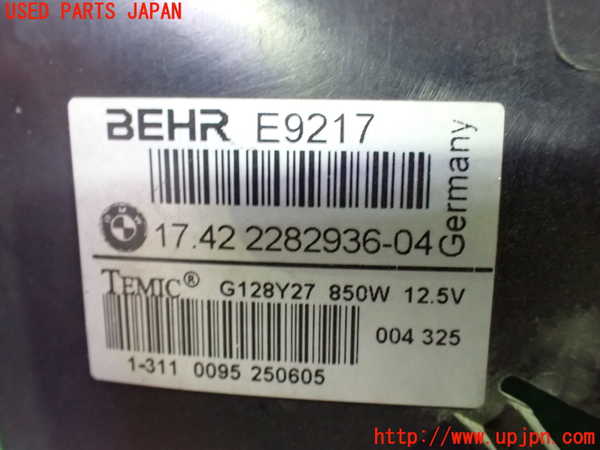 USED PARTS JAPAN
BEHR E9217
Germany
BMW
17.42 2282936-04
TEMIC® G128Y27 850W 12.5V
004 325
1-311 0095 250605
http://www.upjpn.com/